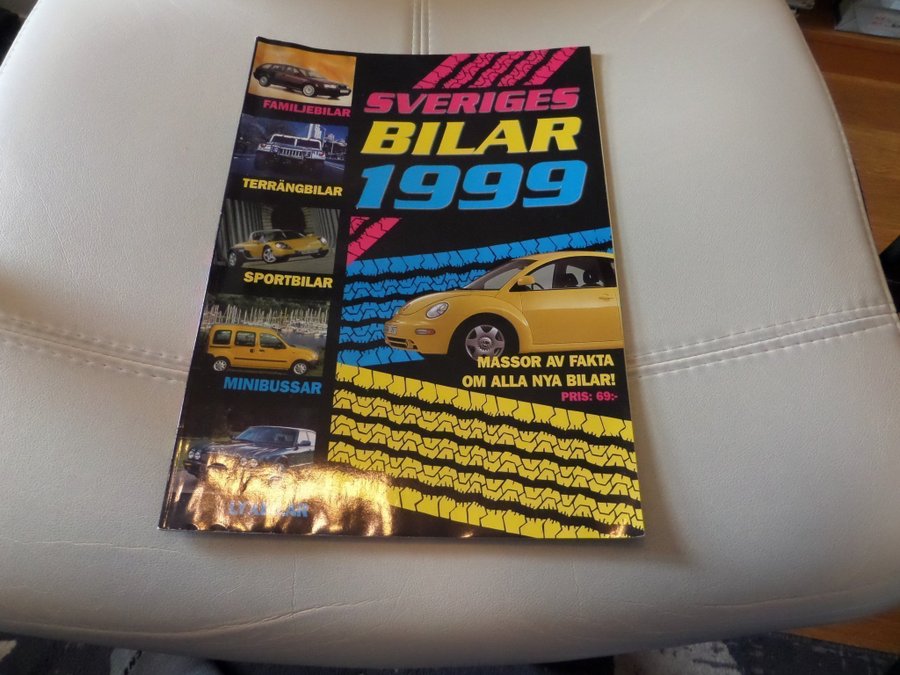 SVERIGES
BILAR
1999
FAMILJEBILAR
TERRÄNGBILAR
SPORTBILAR
MINIBUSSAR
MASSOR AV FAKTA
OM ALLA NYA BILAR!
PRIS: 69:-